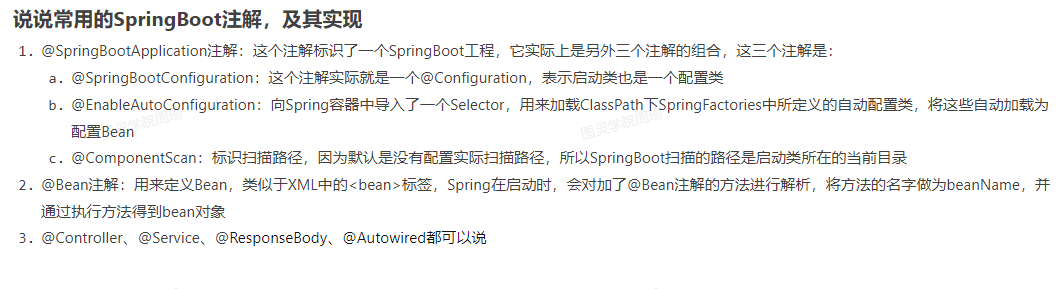 说说常用的SpringBoot注解，及其实现
1. @SpringBootApplication注解：这个注解标识了一个SpringBoot工程，它实际上是另外三个注解的组合，这三个注解是：
a. @SpringBootConfiguration：这个注解实际就是一个@Configuration，表示启动类也是一个配置类
b. @EnableAutoConfiguration：向Spring容器中导入了一个Selector，用来加载ClassPath下SpringFactories中所定义的自动配置类，将这些自动加载为
配置Bean
c. @ComponentScan：标识扫描路径，因为默认是没有配置实际扫描路径，所以SpringBoot扫描的路径是启动类所在的当前目录
2. @Bean注解：用来定义Bean，类似于XML中的<bean>标签，Spring在启动时，会对加了@Bean注解的方法进行解析，将方法的名字做为beanName，并
通过执行方法得到bean对象
3. @Controller、@Service、@ResponseBody、@Autowired都可以说